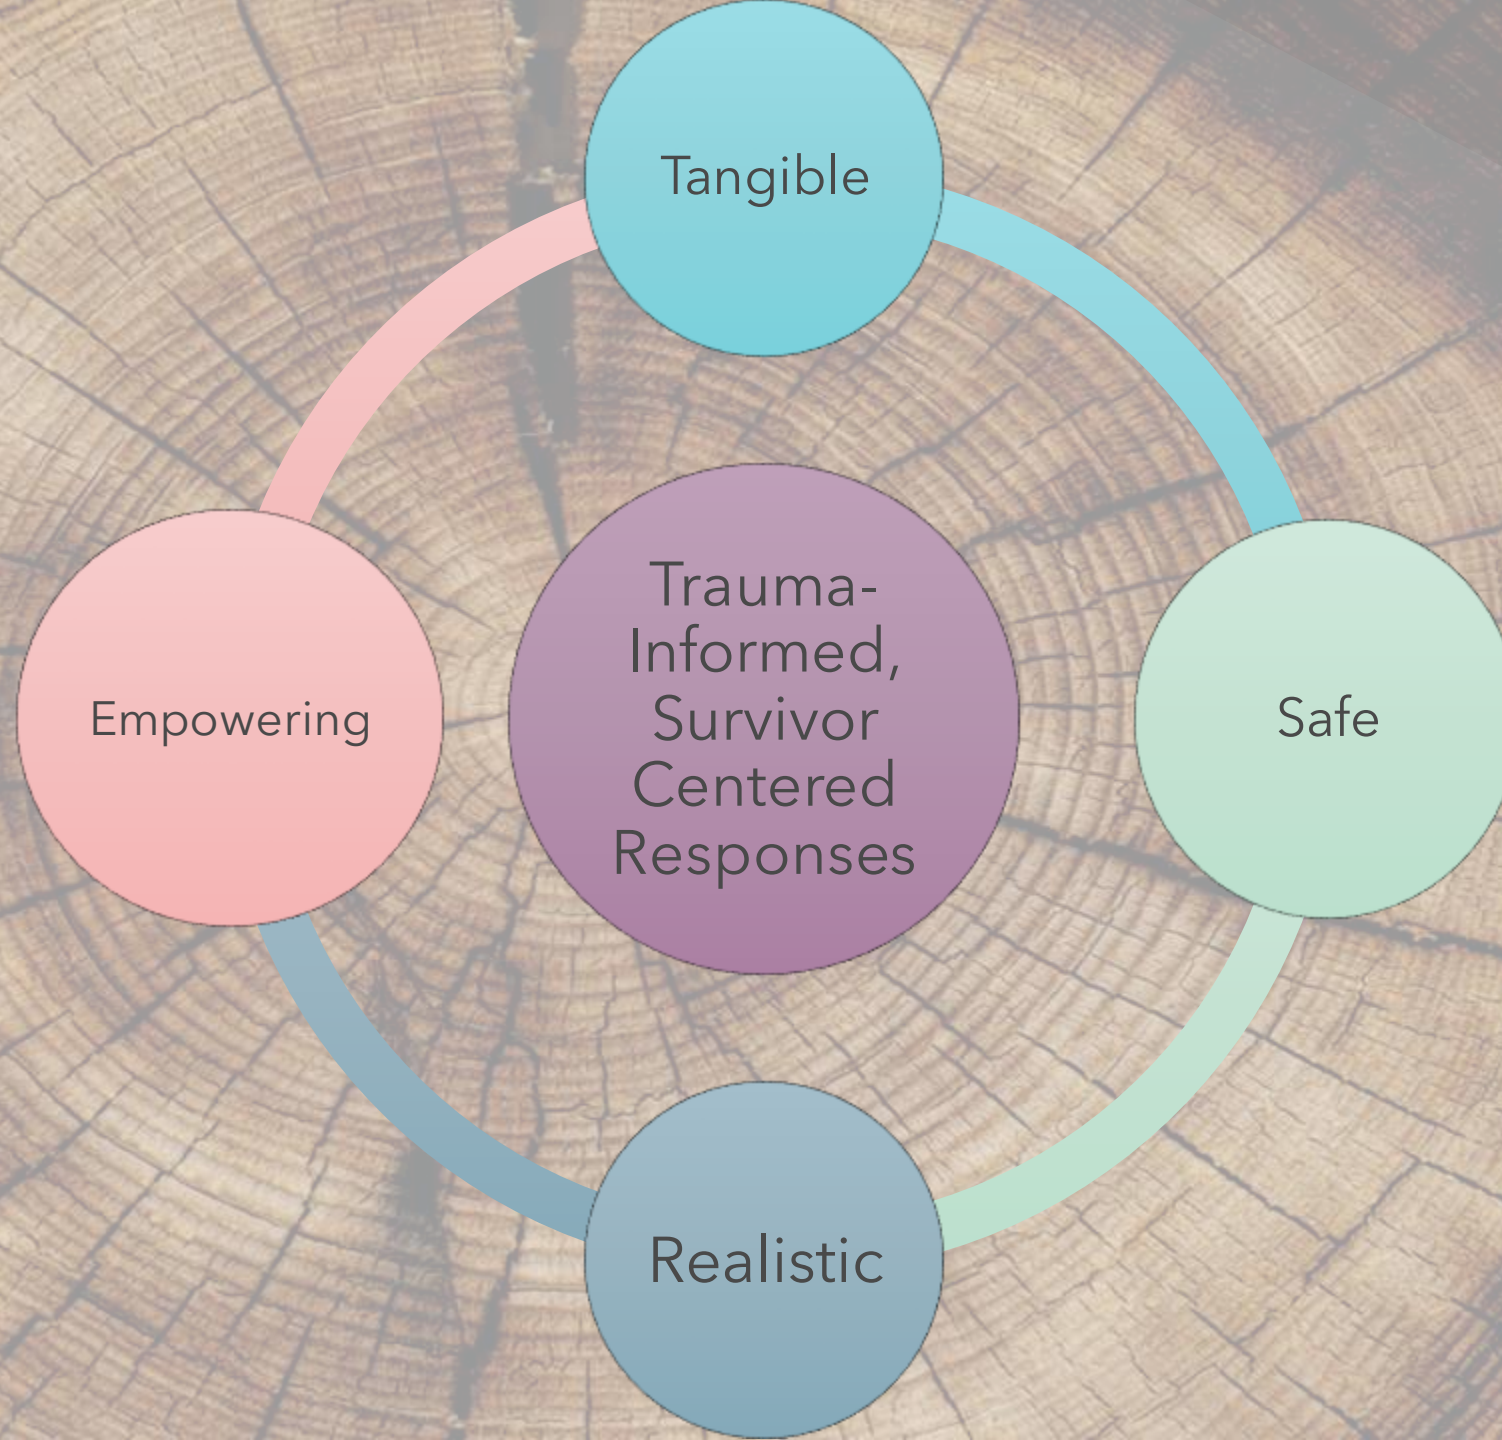 Tangible
Trauma-
Informed,
Survivor
Centered
Responses
Empowering
Safe
Realistic